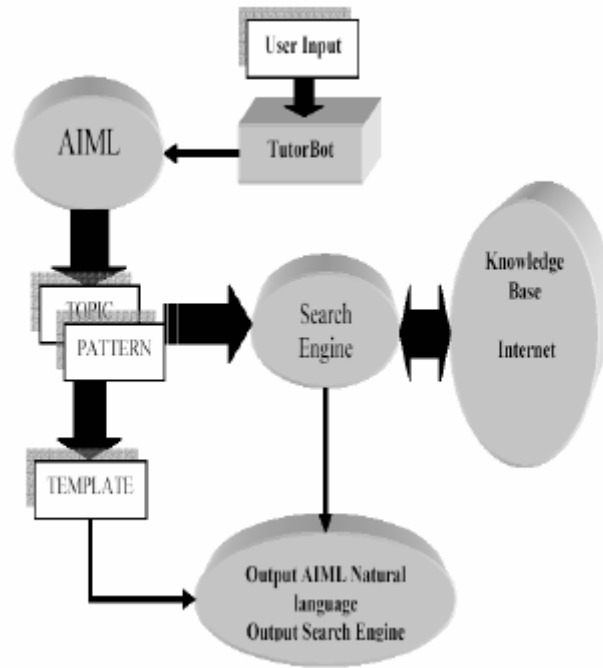 User Input
TutorBot
AIML
TOPIC
PATTERN
Search
Engine
Knowledge
Base
Internet
TEMPLATE
Output AIML Natural
language
Output Search Engine